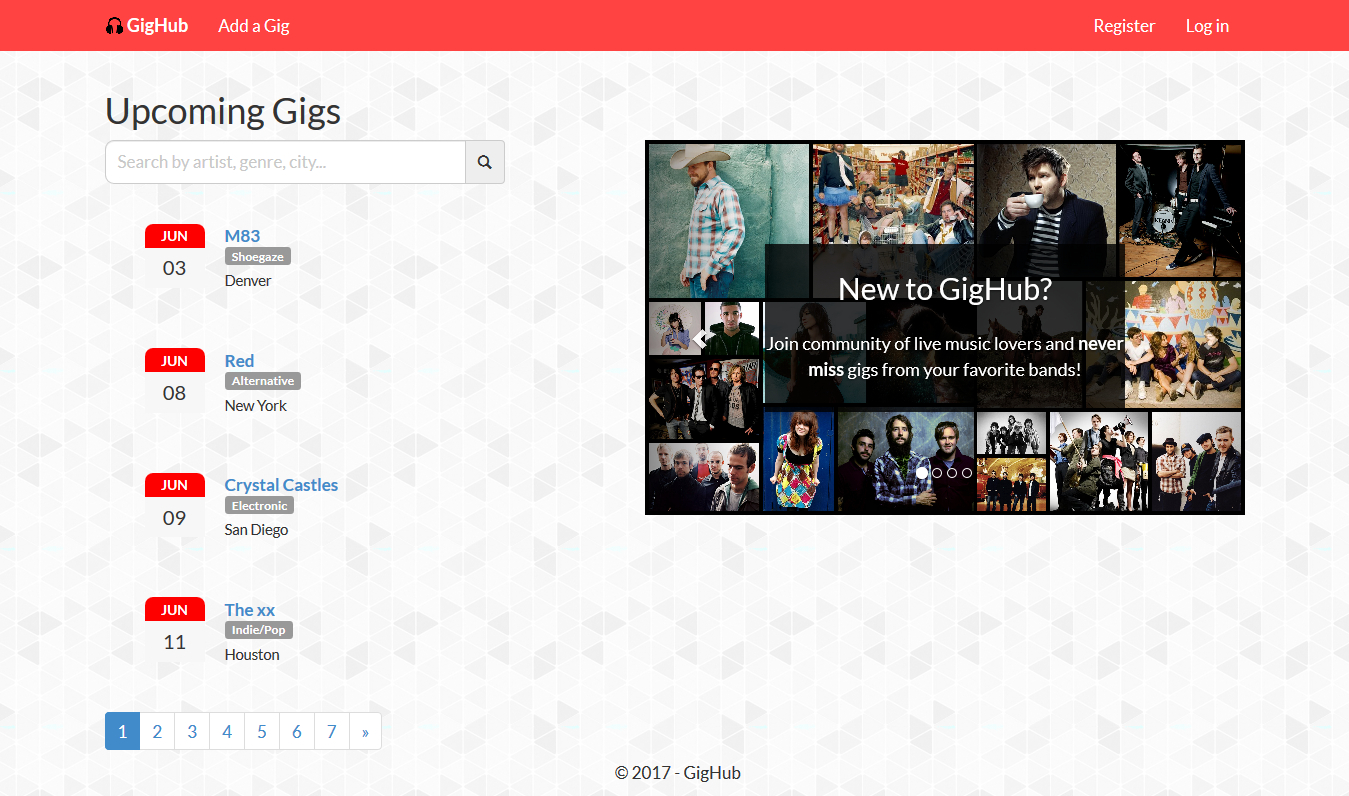 GigHub Add a Gig Register Log in
Upcoming Gigs
Search by artist, genre, city...
JUN
03
M83
Shoegaze
Denver
JUN
08
Red
Alternative
New York
JUN
09
Crystal Castles
Electronic
San Diego
JUN
11
The xx
Indie/Pop
Houston
1 2 3 4 5 6 7 »
New to GigHub?
Join community of live music lovers and never
miss gigs from your favorite bands!
© 2017 - GigHub